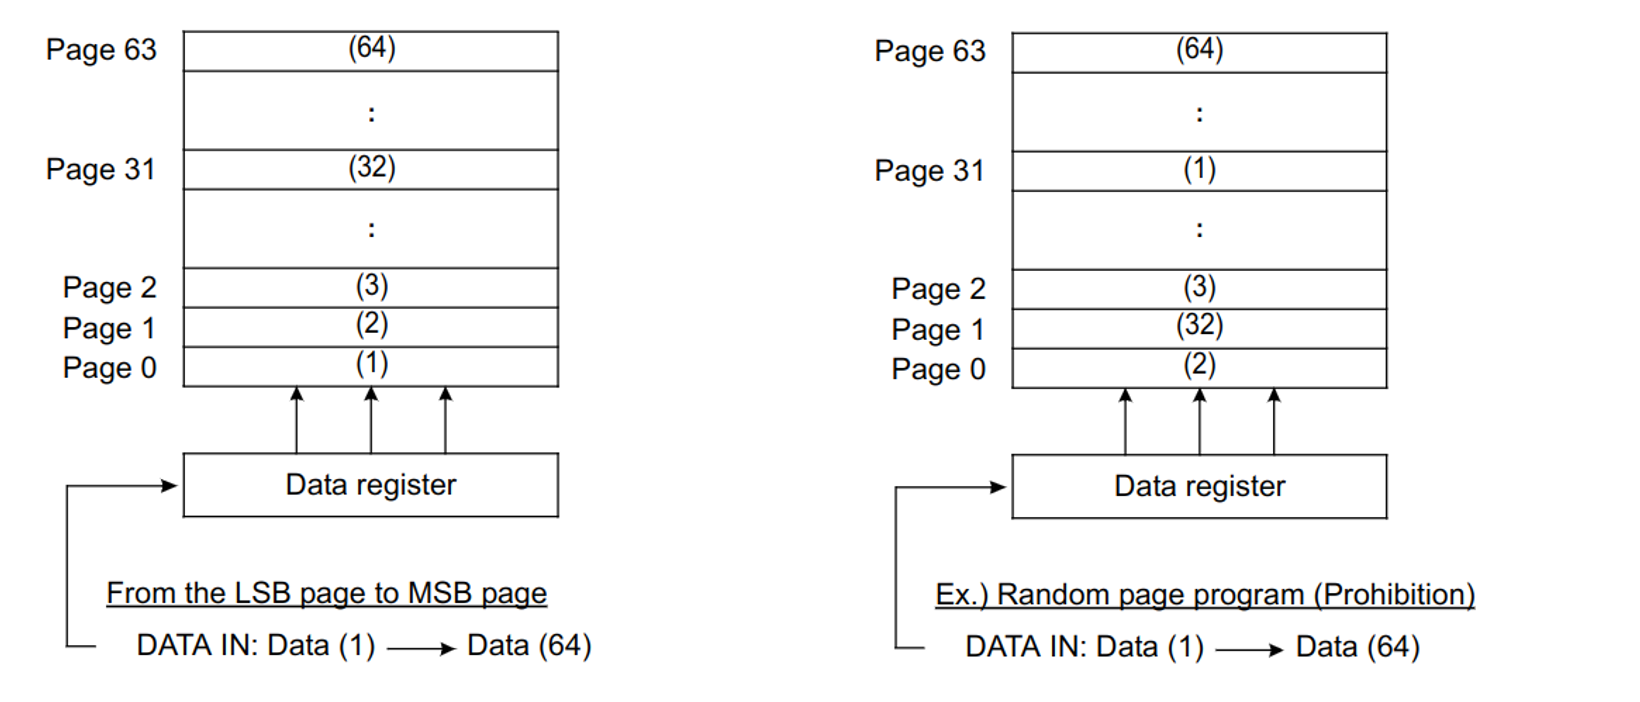 Page 63 (64)
:
Page 31 (32)
:
Page 2 (3)
Page 1 (2)
Page 0 (1)
Data register
From the LSB page to MSB page
DATA IN: Data (1) ⟶ Data (64)
Page 63 (64)
:
Page 31 (1)
:
Page 2 (3)
Page 1 (32)
Page 0 (2)
Data register
Ex.) Random page program (Prohibition)
DATA IN: Data (1) ⟶ Data (64)